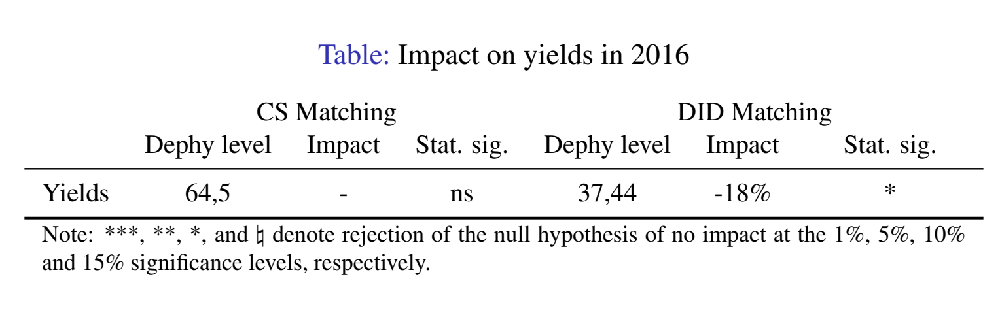 Table: Impact on yields in 2016
CS Matching DID Matching
Dephy level Impact Stat. sig. Dephy level Impact Stat. sig.
Yields 64,5 - ns 37,44 -18% *
Note: ***, **, *, and ♮ denote rejection of the null hypothesis of no impact at the 1%, 5%, 10%
and 15% significance levels, respectively.